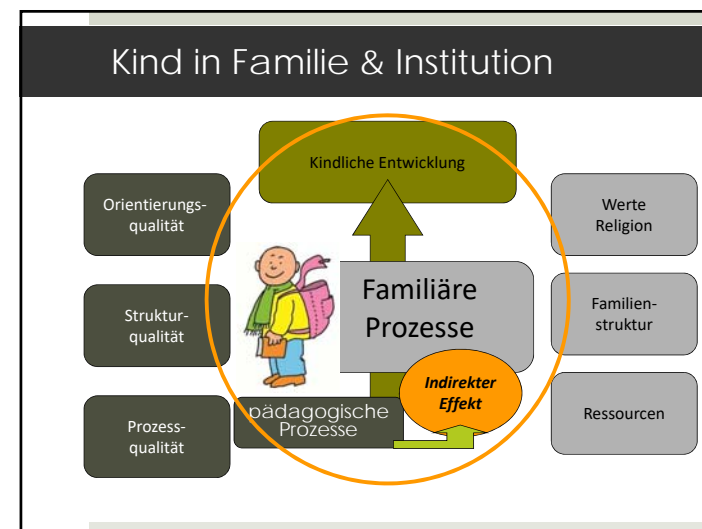 Kind in Familie & Institution
Kindliche Entwicklung
Orientierungs-
qualität
Struktur-
qualität
Prozess-
qualität
Familiäre
Prozesse
pädagogische
Prozesse
Indirekter
Effekt
Werte
Religion
Familien-
struktur
Ressourcen